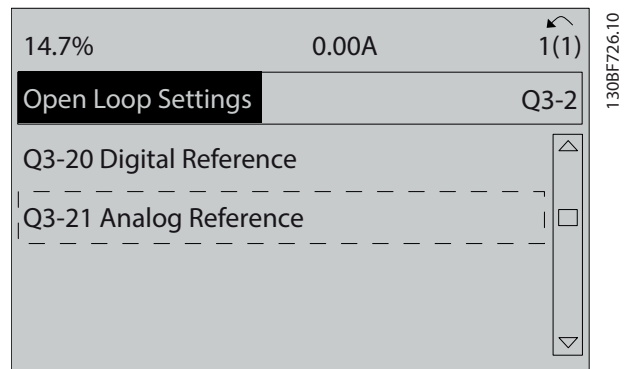 14.7% 0.00A 1(1)
Open Loop Settings Q3-2
Q3-20 Digital Reference
Q3-21 Analog Reference
130BF726.10